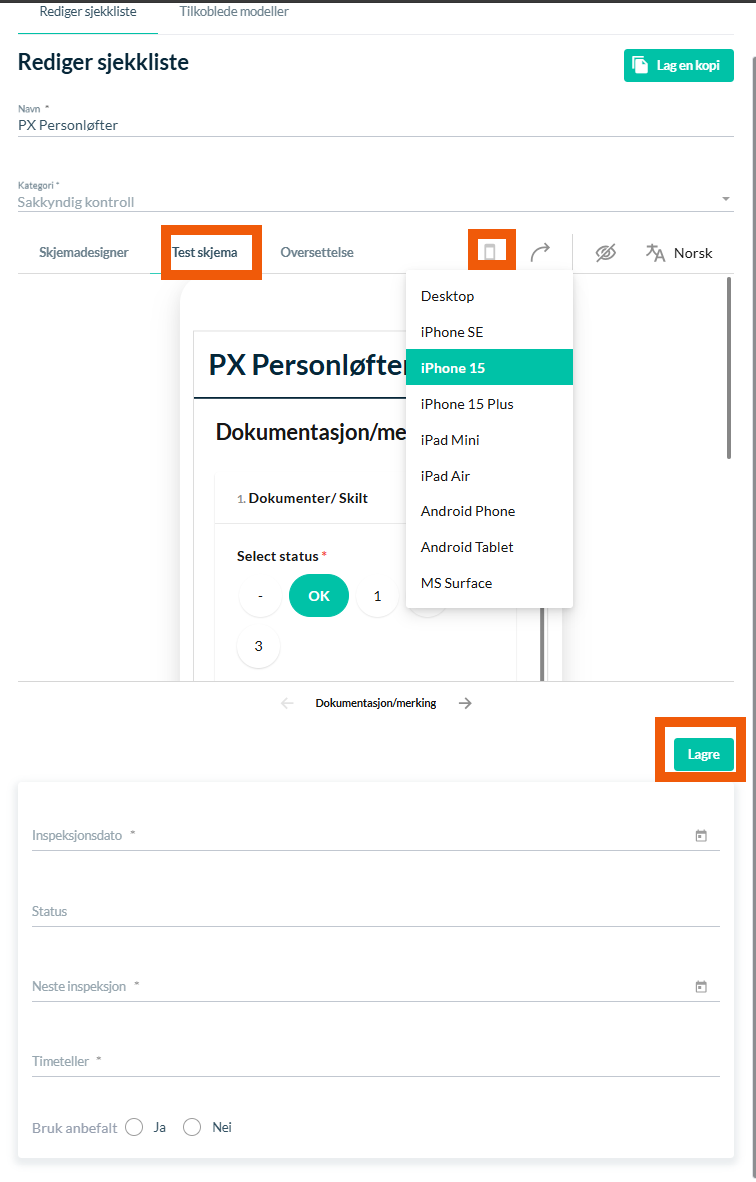 Rediger sjekkliste Tilkoblede modeller
Rediger sjekkliste
Lag en kopi
Navn *
PX Personløfter
Kategori *
Sakkyndig kontroll
Skjemadesigner Test skjema Oversettelse Norsk
Desktop
iPhone SE
iPhone 15
iPhone 15 Plus
iPad Mini
iPad Air
Android Phone
Android Tablet
MS Surface
PX Personløfter
Dokumentasjon/me
1. Dokumenter/ Skilt
Select status *
- OK 1
3
Dokumentasjon/merking
Lagre
Inspeksjonsdato *
Status
Neste inspeksjon *
Timeteller *
Bruk anbefalt Ja Nei